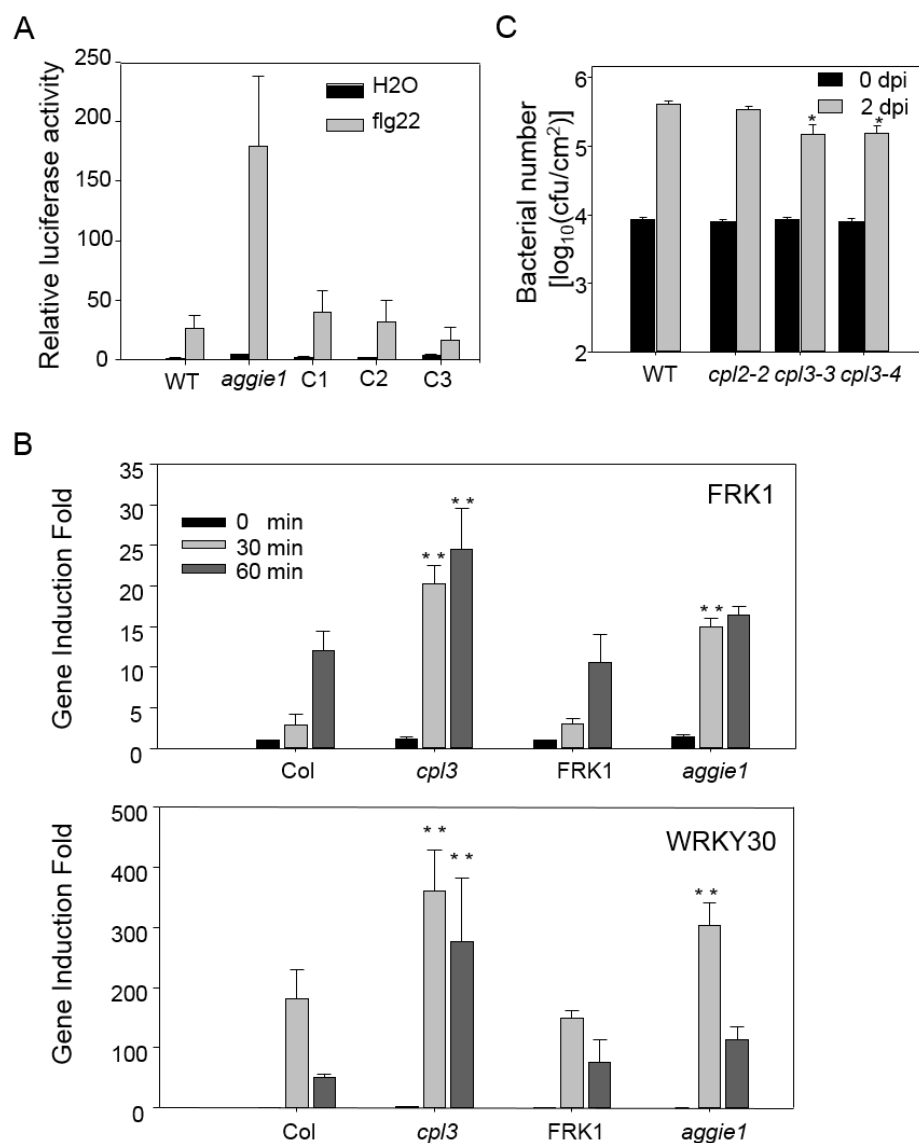 A
Relative luciferase activity
250
200
150
100
50
0
H2O
flg22
WT
aggie1
C1
C2
C3
C
Bacterial number
[log10(cfu/cm2)]
6
5
4
3
2
0 dpi
2 dpi
*
*
WT
cpl2-2
cpl3-3
cpl3-4
B
Gene Induction Fold
35
30
25
20
15
10
5
0
FRK1
0 min
30 min
60 min
* *
* *
* *
Col
cpl3
FRK1
aggie1
Gene Induction Fold
500
400
300
200
100
0
WRKY30
* *
* *
* *
Col
cpl3
FRK1
aggie1